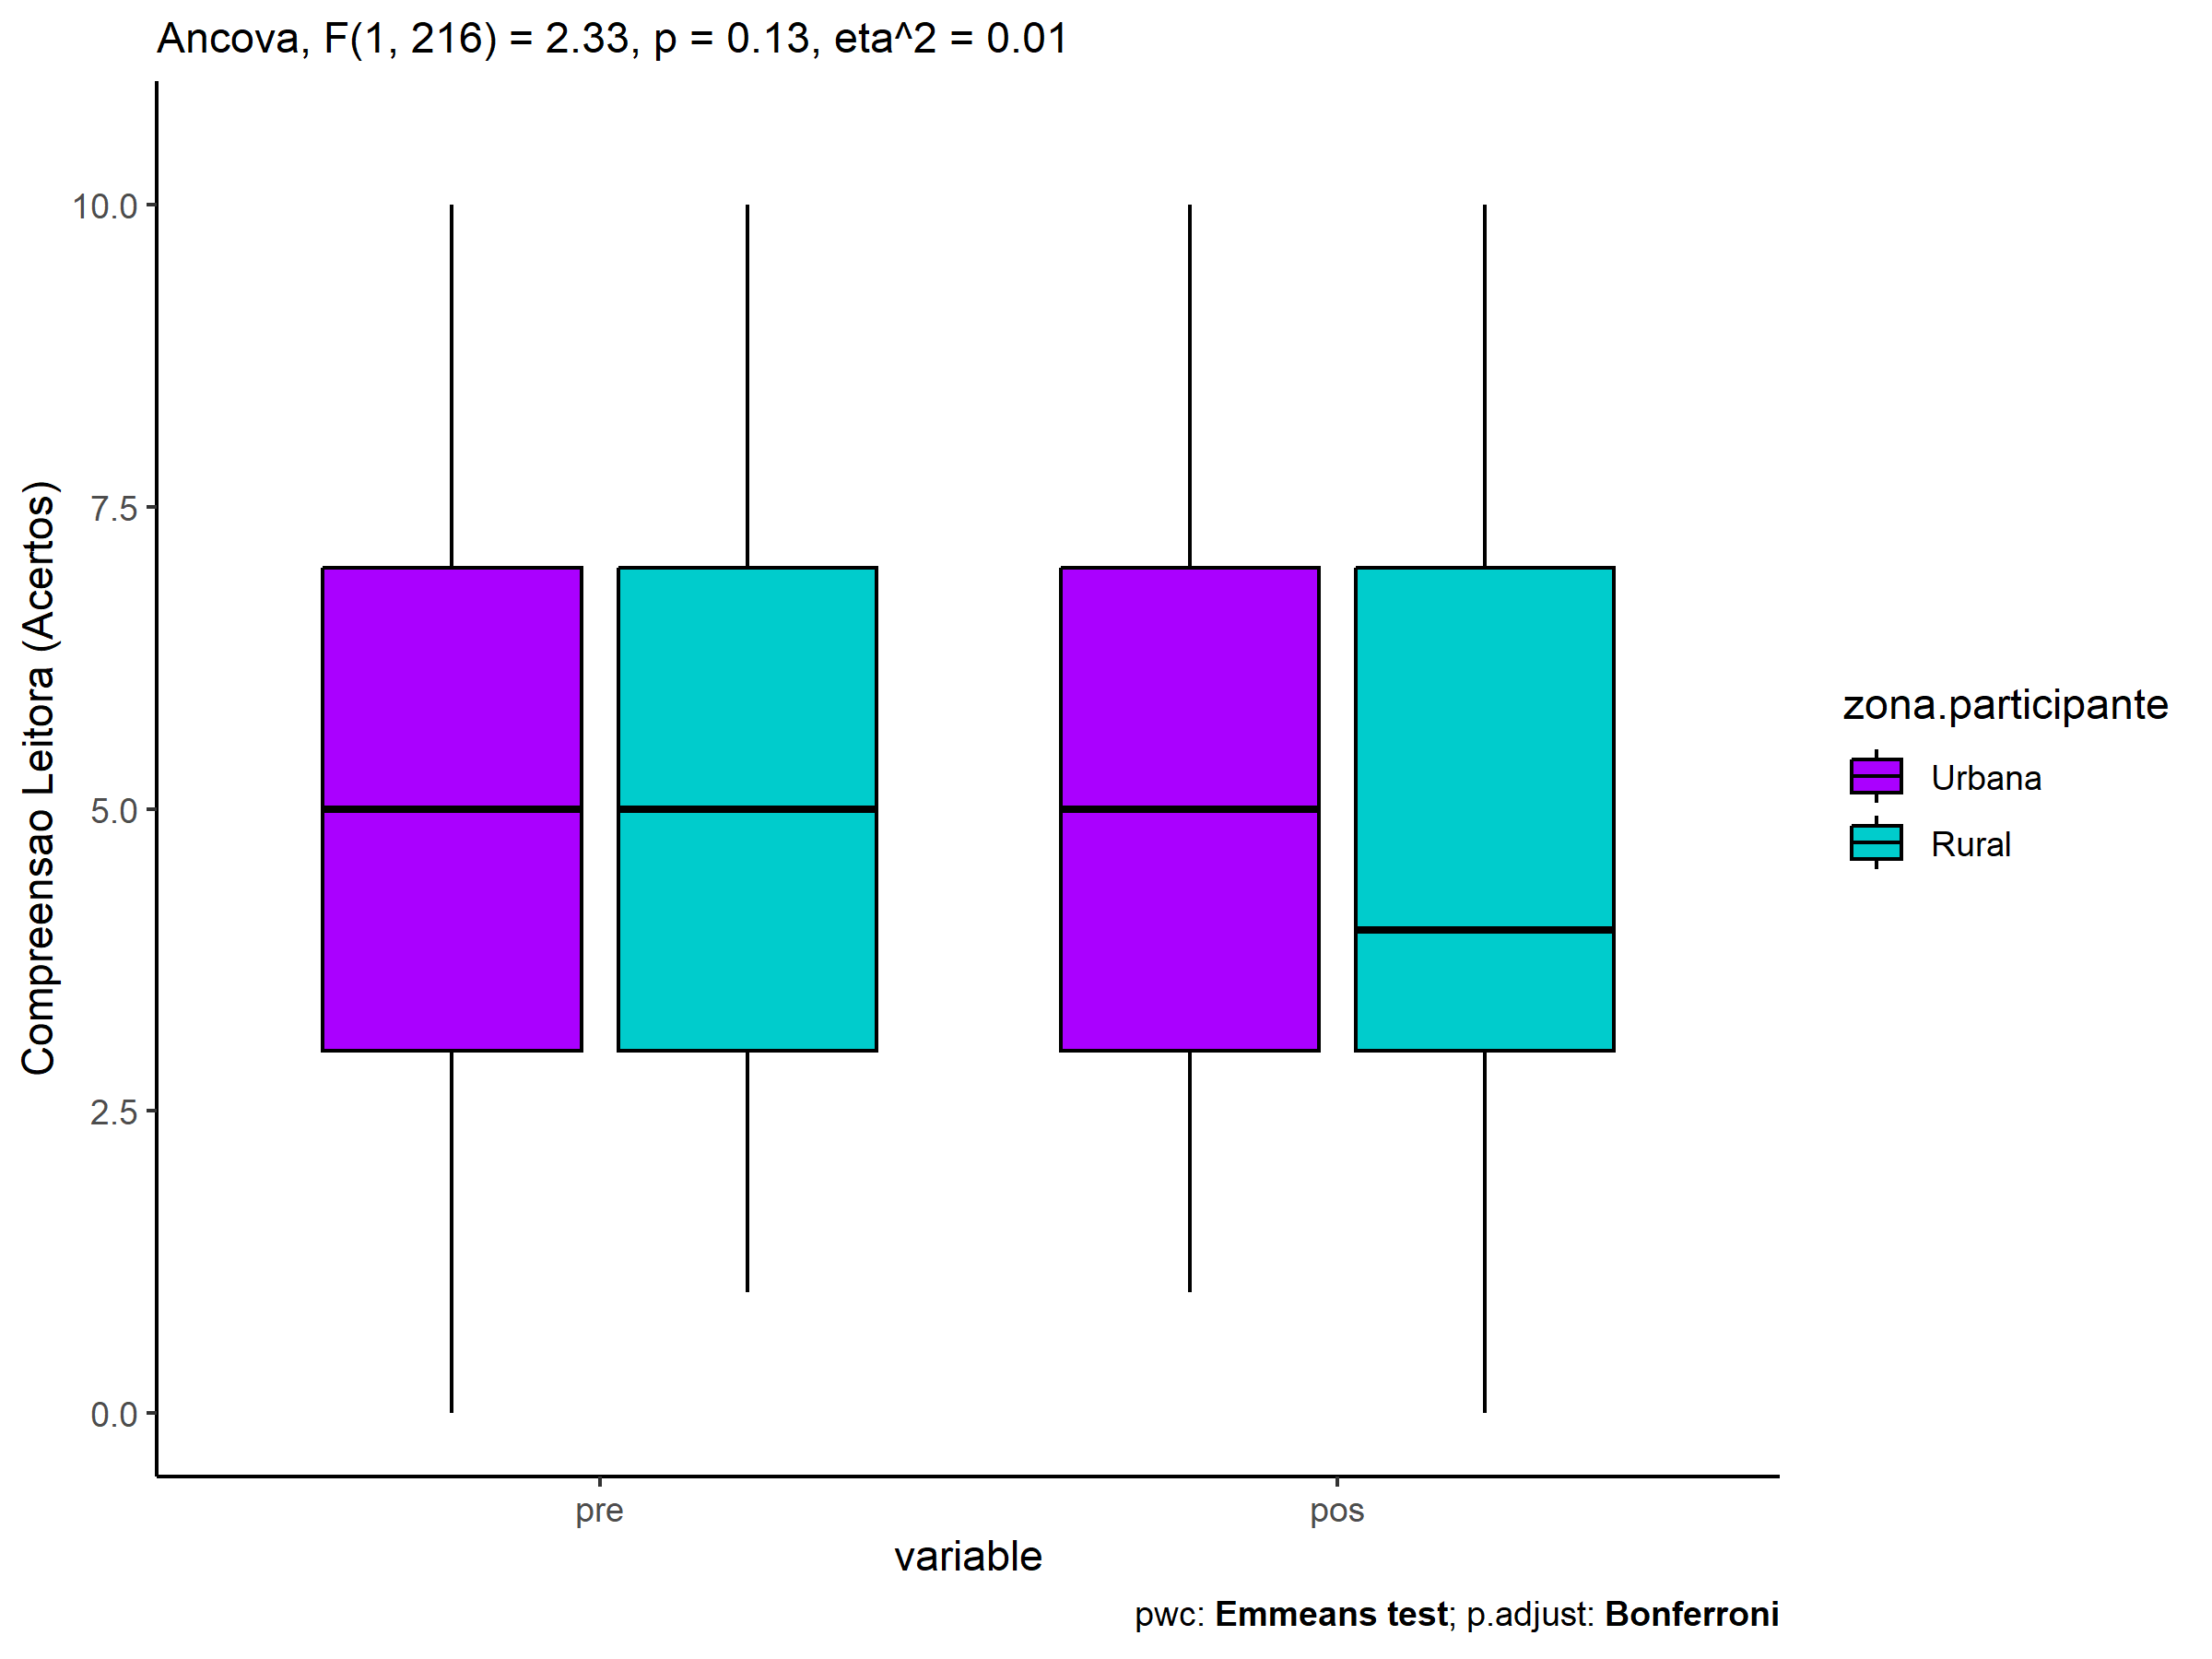 Ancova, F(1, 216) = 2.33, p = 0.13, eta^2 = 0.01
Compreensao Leitora (Acertos)
10.0
7.5
5.0
2.5
0.0
pre
pos
variable
zona.participante
Urbana
Rural
pwc: Emmeans test; p.adjust: Bonferroni